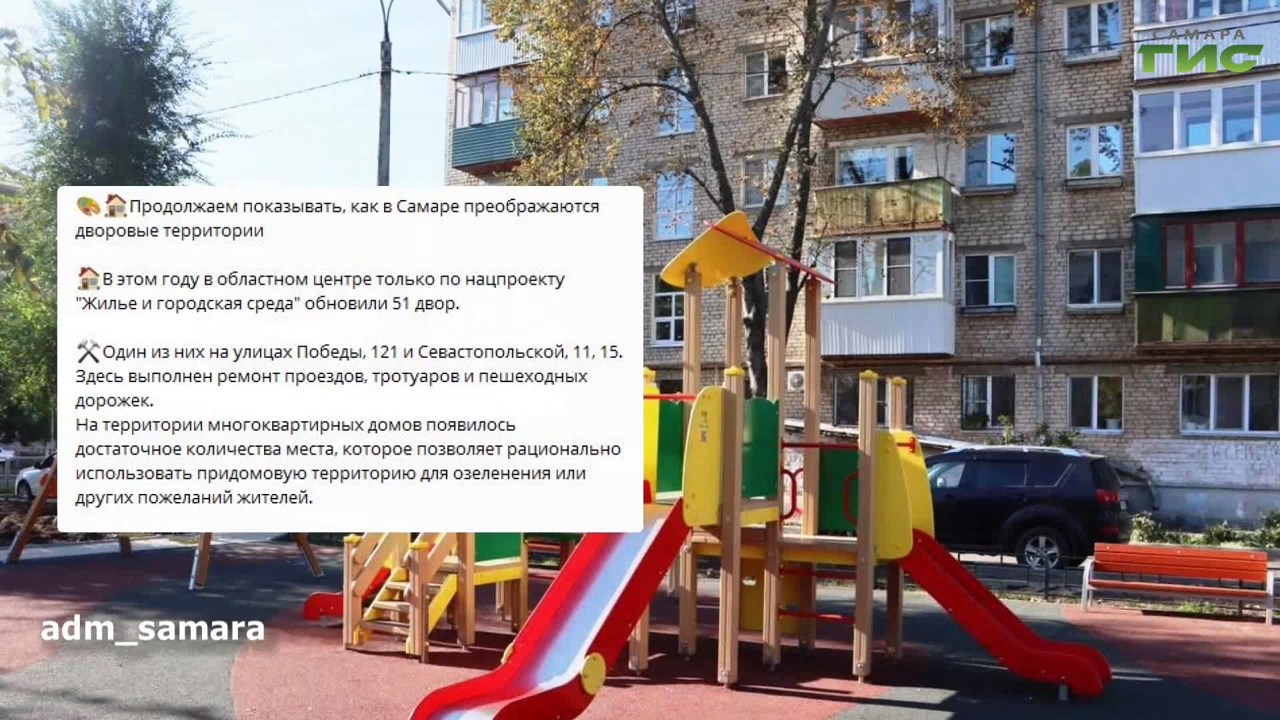 САМАРА
ГИС
🎨🏠Продолжаем показывать, как в Самаре преображаются
дворовые территории
🏠В этом году в областном центре только по нацпроекту
"Жилье и городская среда" обновили 51 двор.
⚒Один из них на улицах Победы, 121 и Севастопольской, 11, 15.
Здесь выполнен ремонт проездов, тротуаров и пешеходных
дорожек.
На территории многоквартирных домов появилось
достаточное количества места, которое позволяет рационально
использовать придомовую территорию для озеленения или
других пожеланий жителей.
adm_samara